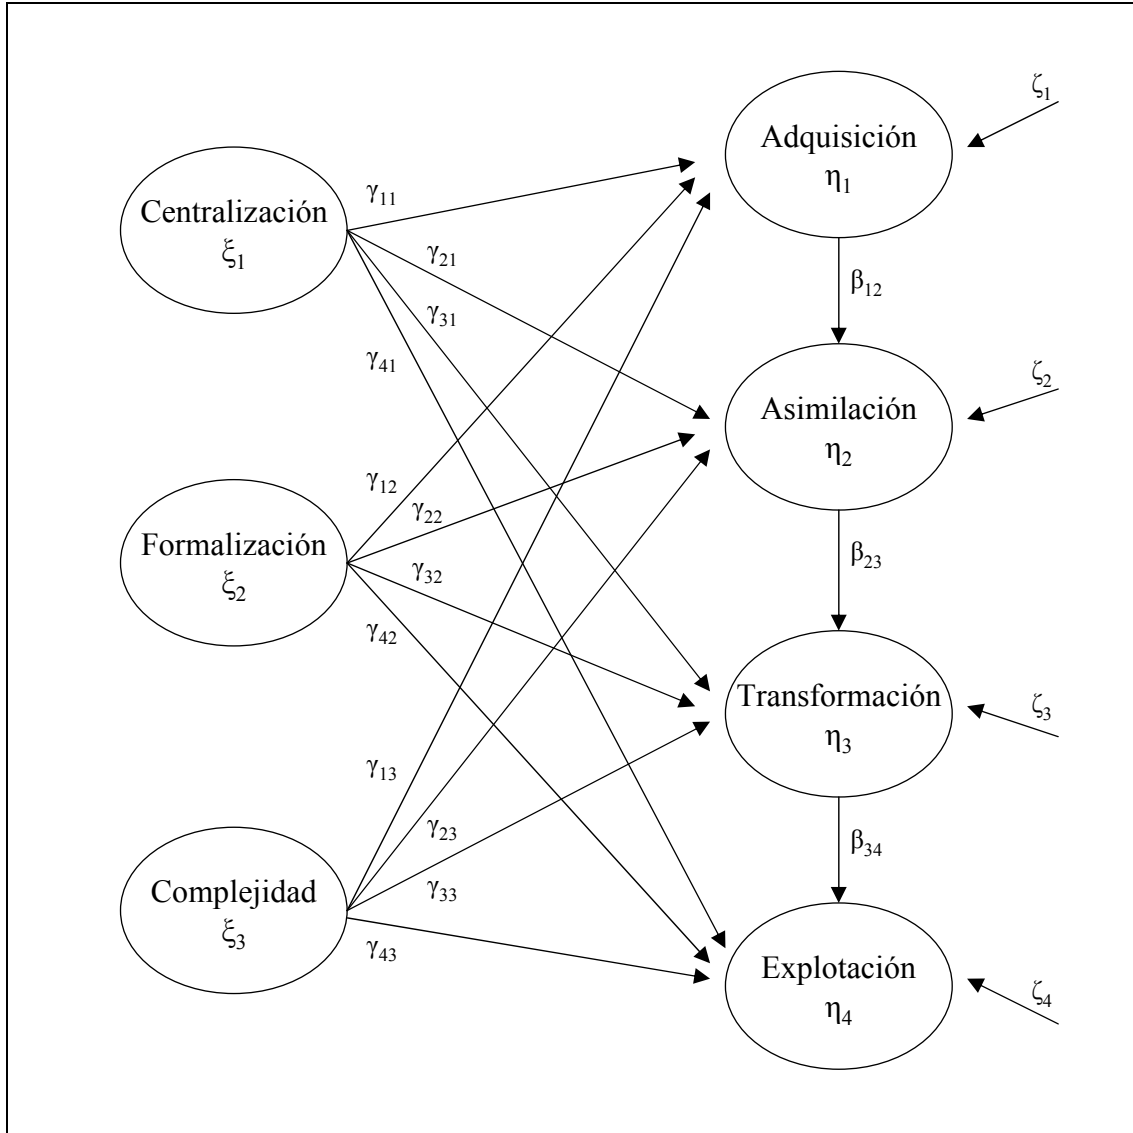 ζ₁
Adquisición
η₁
γ₁₁
Centralización
ξ₁
γ₂₁
β₁₂
γ₃₁
γ₄₁
ζ₂
Asimilación
η₂
γ₁₂
γ₂₂
Formalización
ξ₂
γ₃₂
β₂₃
γ₄₂
ζ₃
Transformación
η₃
γ₁₃
γ₂₃
β₃₄
Complejidad
ξ₃
γ₃₃
γ₄₃
Explotación
η₄
ζ₄